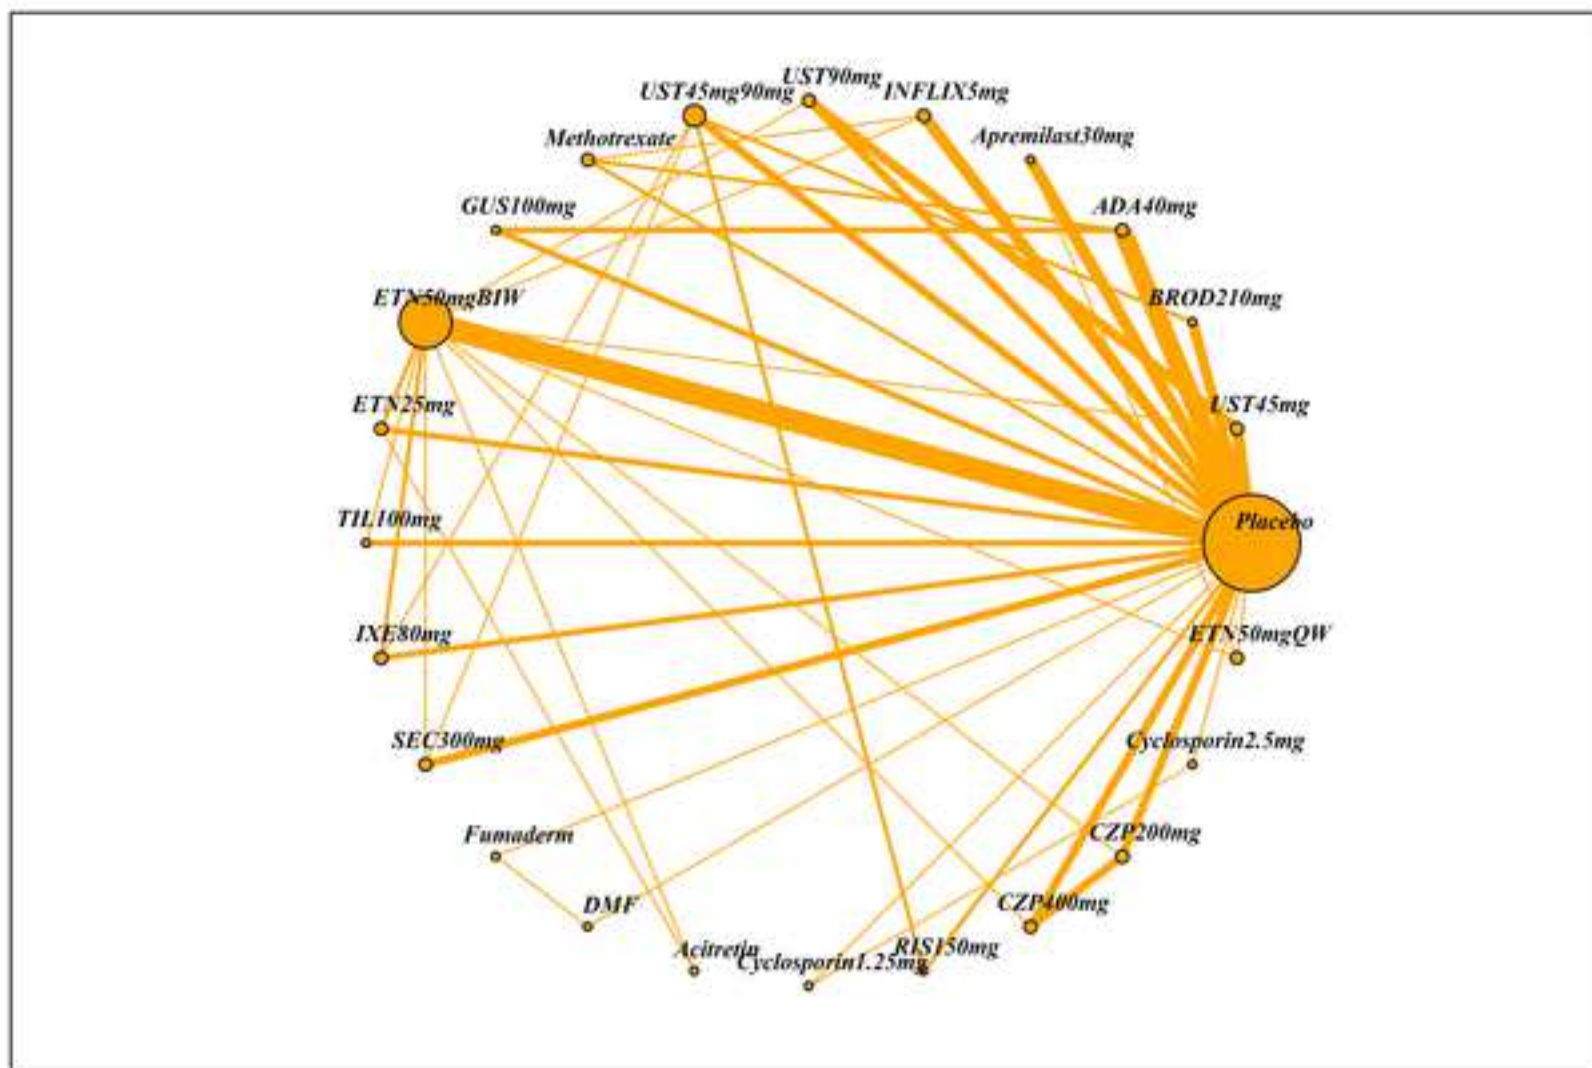 UST90mg
UST45mg90mg
INFLIX5mg
Methotrexate
Apremilast30mg
GUS100mg
ADA40mg
ETN50mgBIW
BROD210mg
ETN25mg
UST45mg
TIL100mg
Placebo
IXE80mg
ETN50mgQW
SEC300mg
Cyclosporin2.5mg
Fumaderm
CZP200mg
DMF
CZP400mg
Acitretin
Cyclosporin1.25mg
RIS150mg